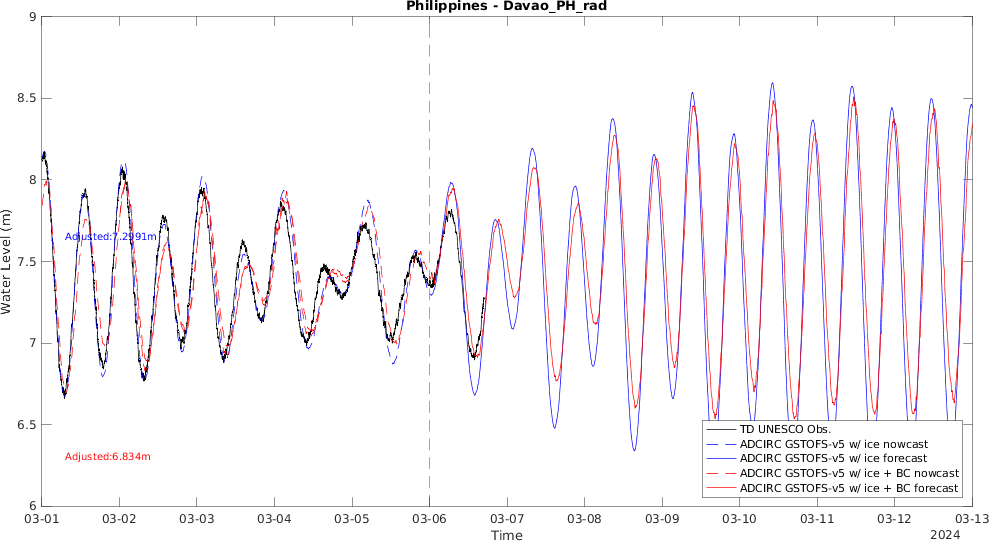 Philippines - Davao_PH_rad
Water Level (m)
9
8.5
8
7.5
7
6.5
6
Adjusted:7.2991m
Adjusted:6.834m
TD UNESCO Obs.
ADCIRC GSTOFS-v5 w/ ice nowcast
ADCIRC GSTOFS-v5 w/ ice forecast
ADCIRC GSTOFS-v5 w/ ice + BC nowcast
ADCIRC GSTOFS-v5 w/ ice + BC forecast
03-01 03-02 03-03 03-04 03-05 03-06 03-07 03-08 03-09 03-10 03-11 03-12 03-13
Time
2024